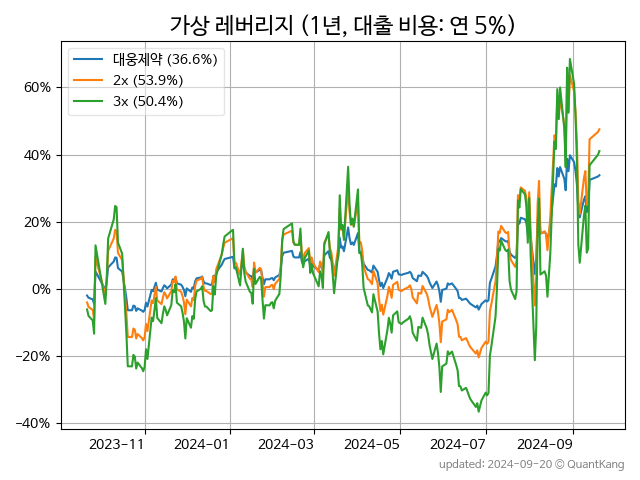 가상 레버리지 (1년, 대출 비용: 연 5%)
대웅제약 (36.6%)
2x (53.9%)
3x (50.4%)
60%
40%
20%
0%
−20%
−40%
2023-11
2024-01
2024-03
2024-05
2024-07
2024-09
updated: 2024-09-20 © QuantKang